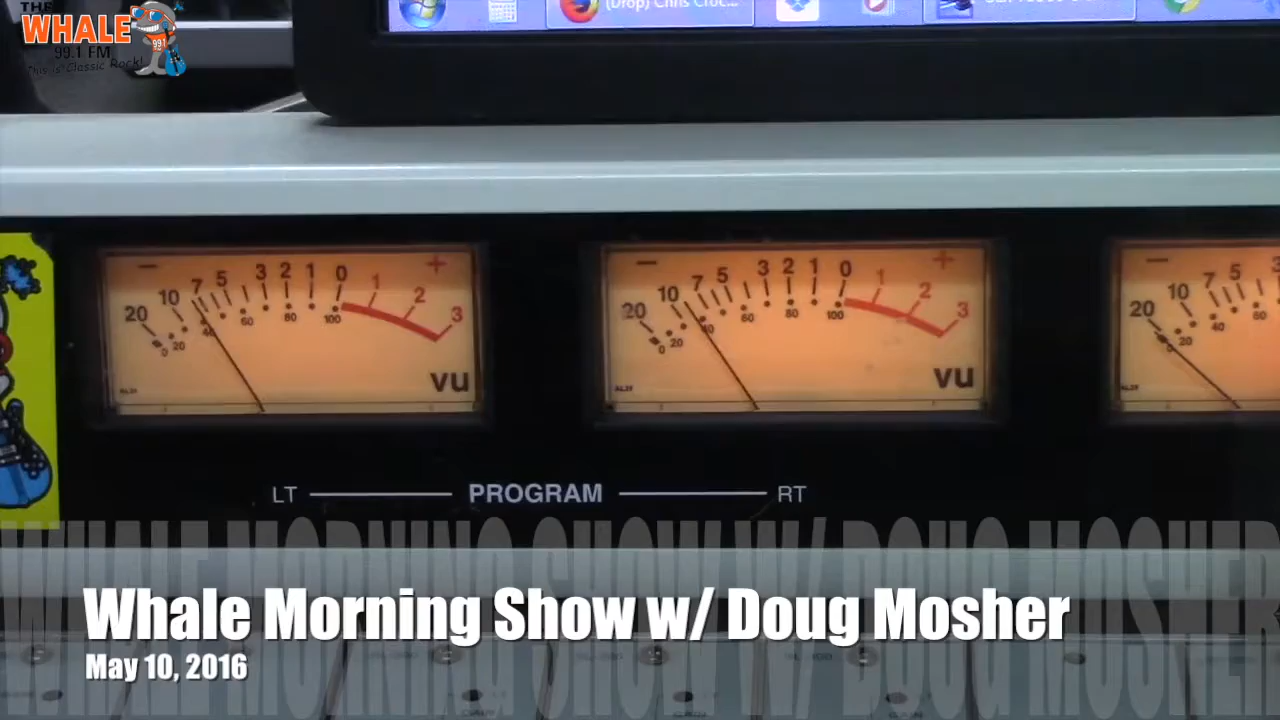 THE
WHALE
99.1 FM
This is Classic Rock!
991
(Drop) Chris Croc...
− 20 10 7 5 3 2 1 0 1 2 3 +
0 20 40 60 80 100
VU
− 20 10 7 5 3 2 1 0 1 2 3 +
0 20 40 60 80 100
VU
− 20 10 7 5 3
0 20 40 60
LT PROGRAM RT
WHALE MORNING SHOW W/ DOUG MOSHER
Whale Morning Show w/ Doug Mosher
May 10, 2016